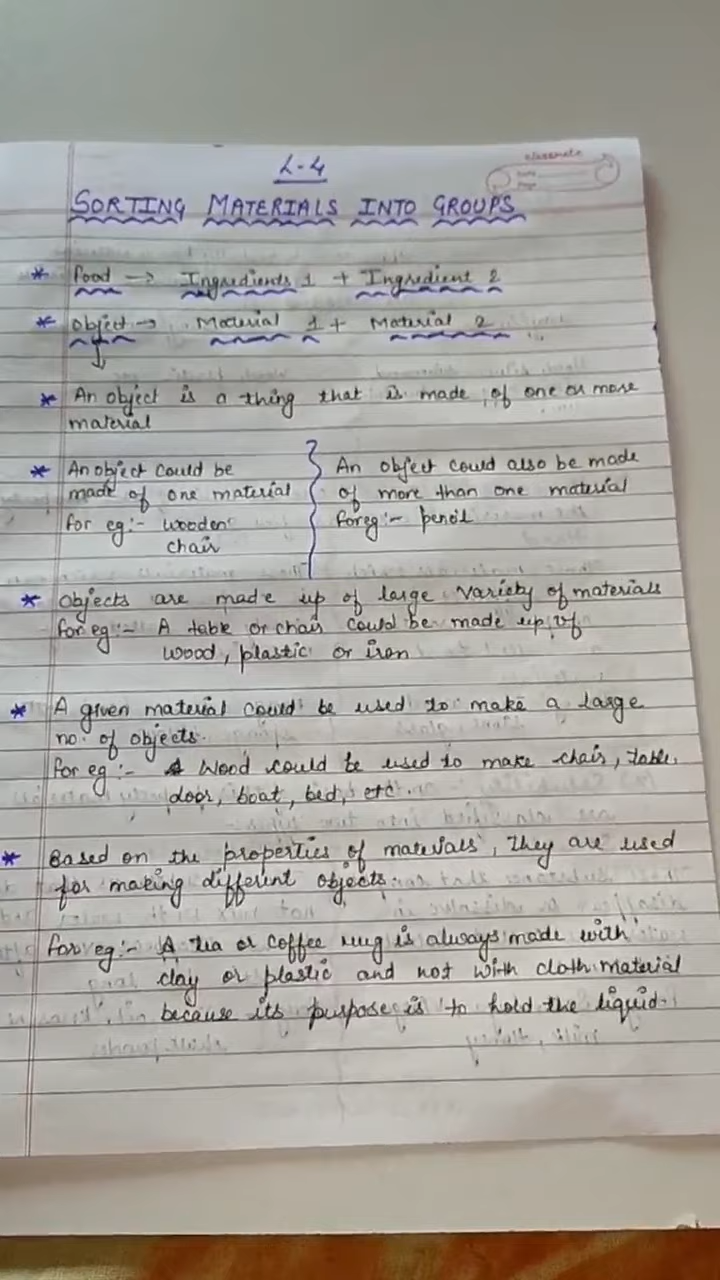 classmate
Date
Page
L-4
SORTING MATERIALS INTO GROUPS
* Food -> Ingredients 1 + Ingredient 2
* Object -> Material 1 + Material 2
* An object is a thing that is made of one or more
material
* An object could be
made of one material
for eg:- wooden
chair
An object could also be made
of more than one material
for eg:- pencil
* Objects are made up of large variety of materials
for eg:- A table or chair could be made up of
wood, plastic or iron
* A given material could be used to make a large
no. of objects.
for eg:- Wood could be used to make chair, table,
door, boat, bed, etc.
* Based on the properties of materials, they are used
for making different objects.
for eg:- A tea or coffee mug is always made with
clay or plastic and not with cloth material
because its purpose is to hold the liquid.